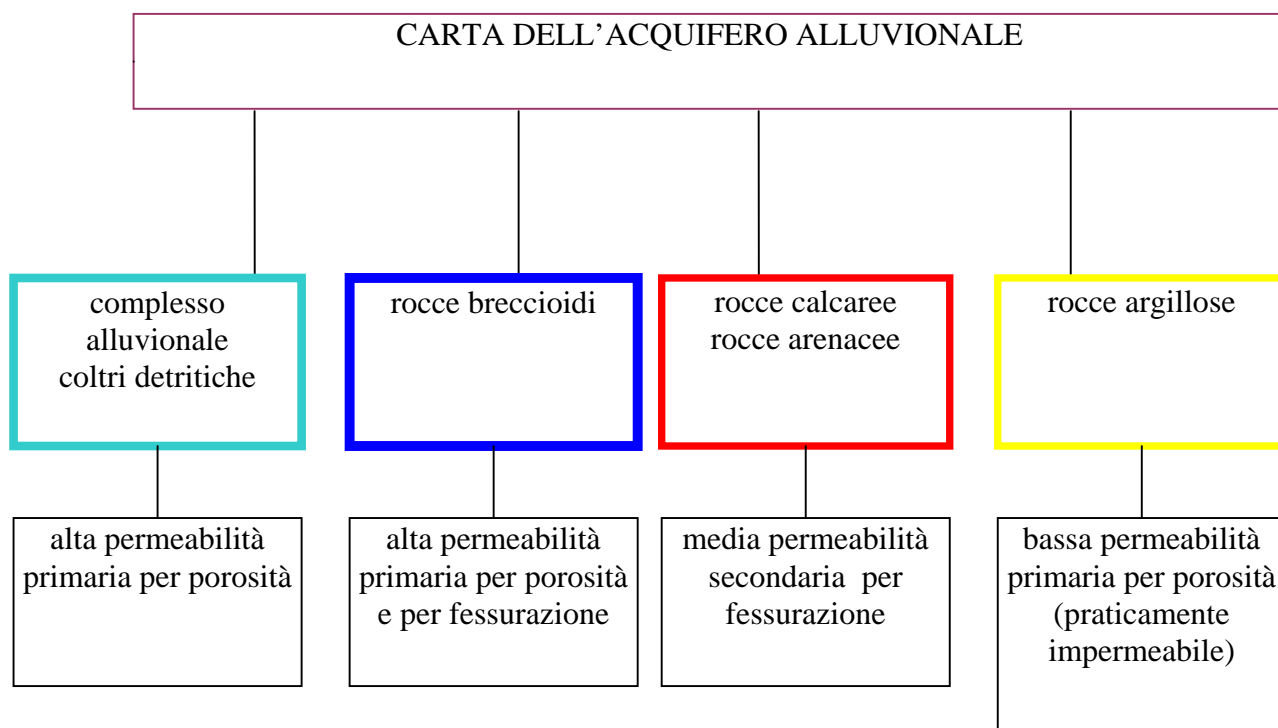 CARTA DELL’ACQUIFERO ALLUVIONALE
complesso
alluvionale
coltri detritiche
rocce breccioidi
rocce calcaree
rocce arenacee
rocce argillose
alta permeabilità
primaria per porosità
alta permeabilità
primaria per porosità
e per fessurazione
media permeabilità
secondaria per
fessurazione
bassa permeabilità
primaria per porosità
(praticamente
impermeabile)